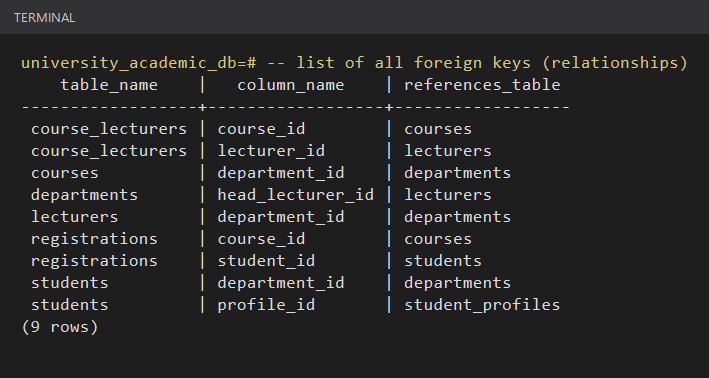 TERMINAL
university_academic_db=# -- list of all foreign keys (relationships)
    table_name    |   column_name    | references_table
------------------+------------------+------------------
 course_lecturers | course_id        | courses
 course_lecturers | lecturer_id      | lecturers
 courses          | department_id    | departments
 departments      | head_lecturer_id | lecturers
 lecturers        | department_id    | departments
 registrations    | course_id        | courses
 registrations    | student_id       | students
 students         | department_id    | departments
 students         | profile_id       | student_profiles
(9 rows)